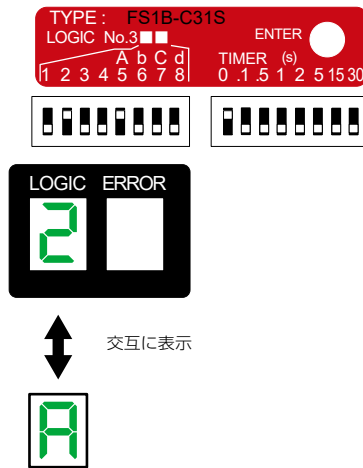 TYPE : FS1B-C31S
LOGIC No.3■■
ENTER
A b C d
TIMER (s)
1 2 3 4 5 6 7 8
0 .1 .5 1 2 5 15 30
LOGIC ERROR
2
交互に表示
A